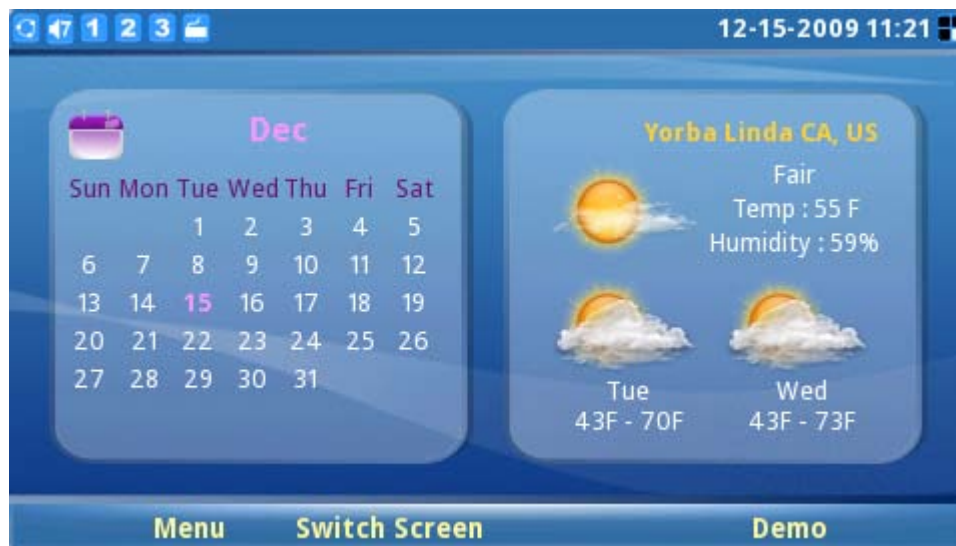 7 1 2 3
12-15-2009 11:21
Dec
Sun Mon Tue Wed Thu Fri Sat
1 2 3 4 5
6 7 8 9 10 11 12
13 14 15 16 17 18 19
20 21 22 23 24 25 26
27 28 29 30 31
Yorba Linda CA, US
Fair
Temp : 55 F
Humidity : 59%
Tue
43F - 70F
Wed
43F - 73F
Menu
Switch Screen
Demo